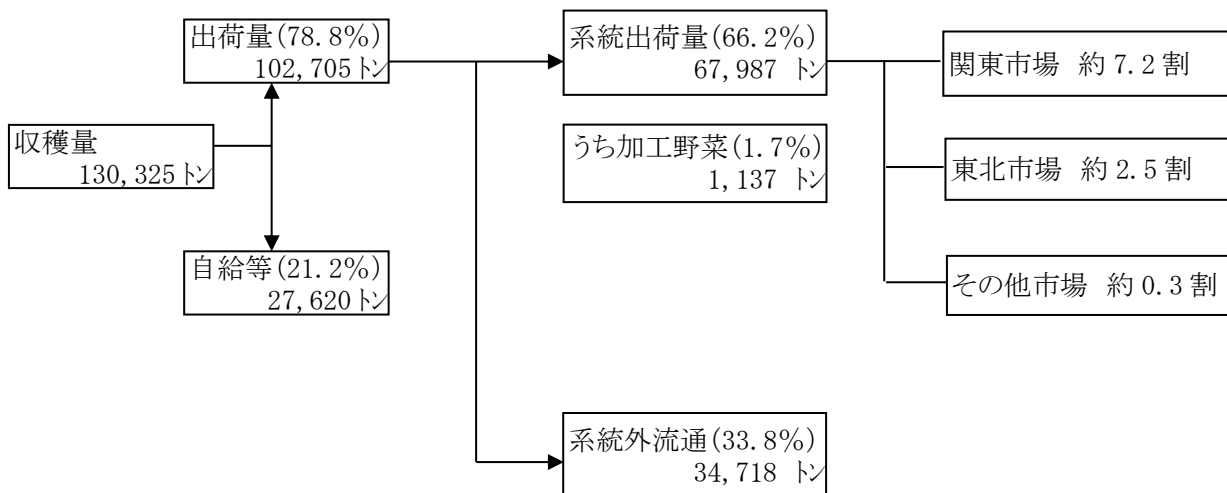 出荷量(78.8%)
102,705トン
系統出荷量(66.2%)
67,987 トン
関東市場 約7.2割
収穫量
130,325トン
うち加工野菜(1.7%)
1,137 トン
東北市場 約2.5割
自給等(21.2%)
27,620トン
その他市場 約0.3割
系統外流通(33.8%)
34,718 トン